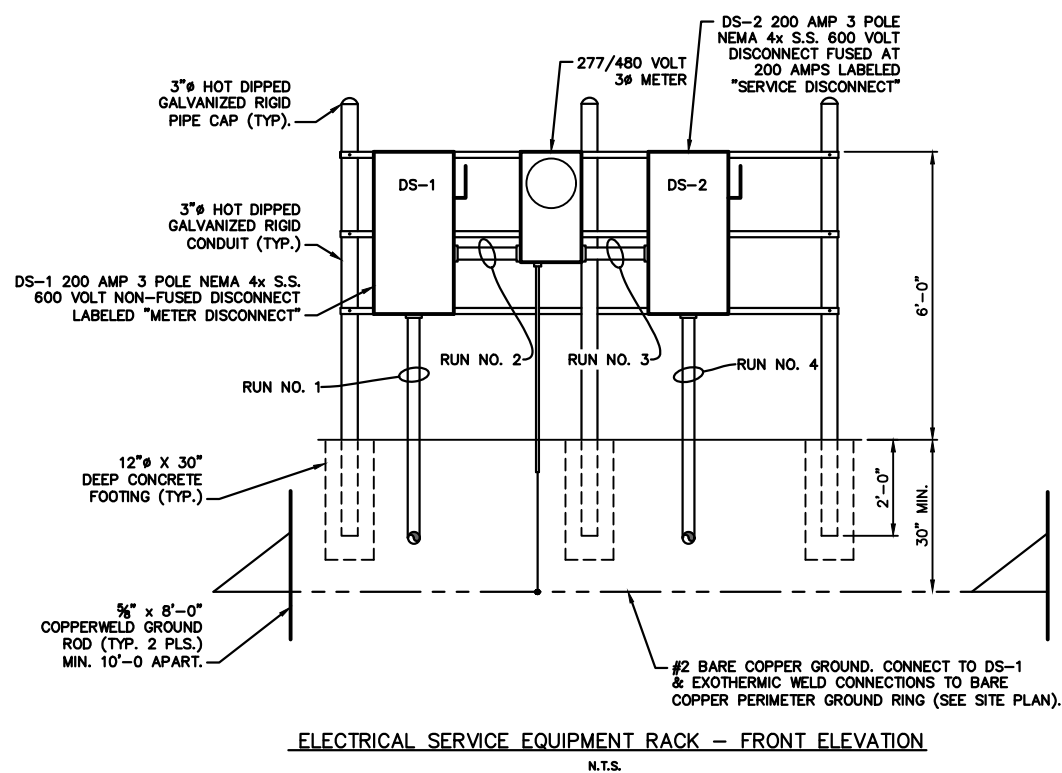 3"ø HOT DIPPED
GALVANIZED RIGID
PIPE CAP (TYP).
277/480 VOLT
3ø METER
DS-2 200 AMP 3 POLE
NEMA 4x S.S. 600 VOLT
DISCONNECT FUSED AT
200 AMPS LABELED
"SERVICE DISCONNECT"
DS-1
DS-2
3"ø HOT DIPPED
GALVANIZED RIGID
CONDUIT (TYP.)
DS-1 200 AMP 3 POLE NEMA 4x S.S.
600 VOLT NON-FUSED DISCONNECT
LABELED "METER DISCONNECT"
6'-0"
RUN NO. 1
RUN NO. 2
RUN NO. 3
RUN NO. 4
12"ø X 30"
DEEP CONCRETE
FOOTING (TYP.)
2'-0"
30" MIN.
⅝" x 8'-0"
COPPERWELD GROUND
ROD (TYP. 2 PLS.)
MIN. 10'-0 APART.
#2 BARE COPPER GROUND. CONNECT TO DS-1
& EXOTHERMIC WELD CONNECTIONS TO BARE
COPPER PERIMETER GROUND RING (SEE SITE PLAN).
ELECTRICAL SERVICE EQUIPMENT RACK - FRONT ELEVATION
N.T.S.